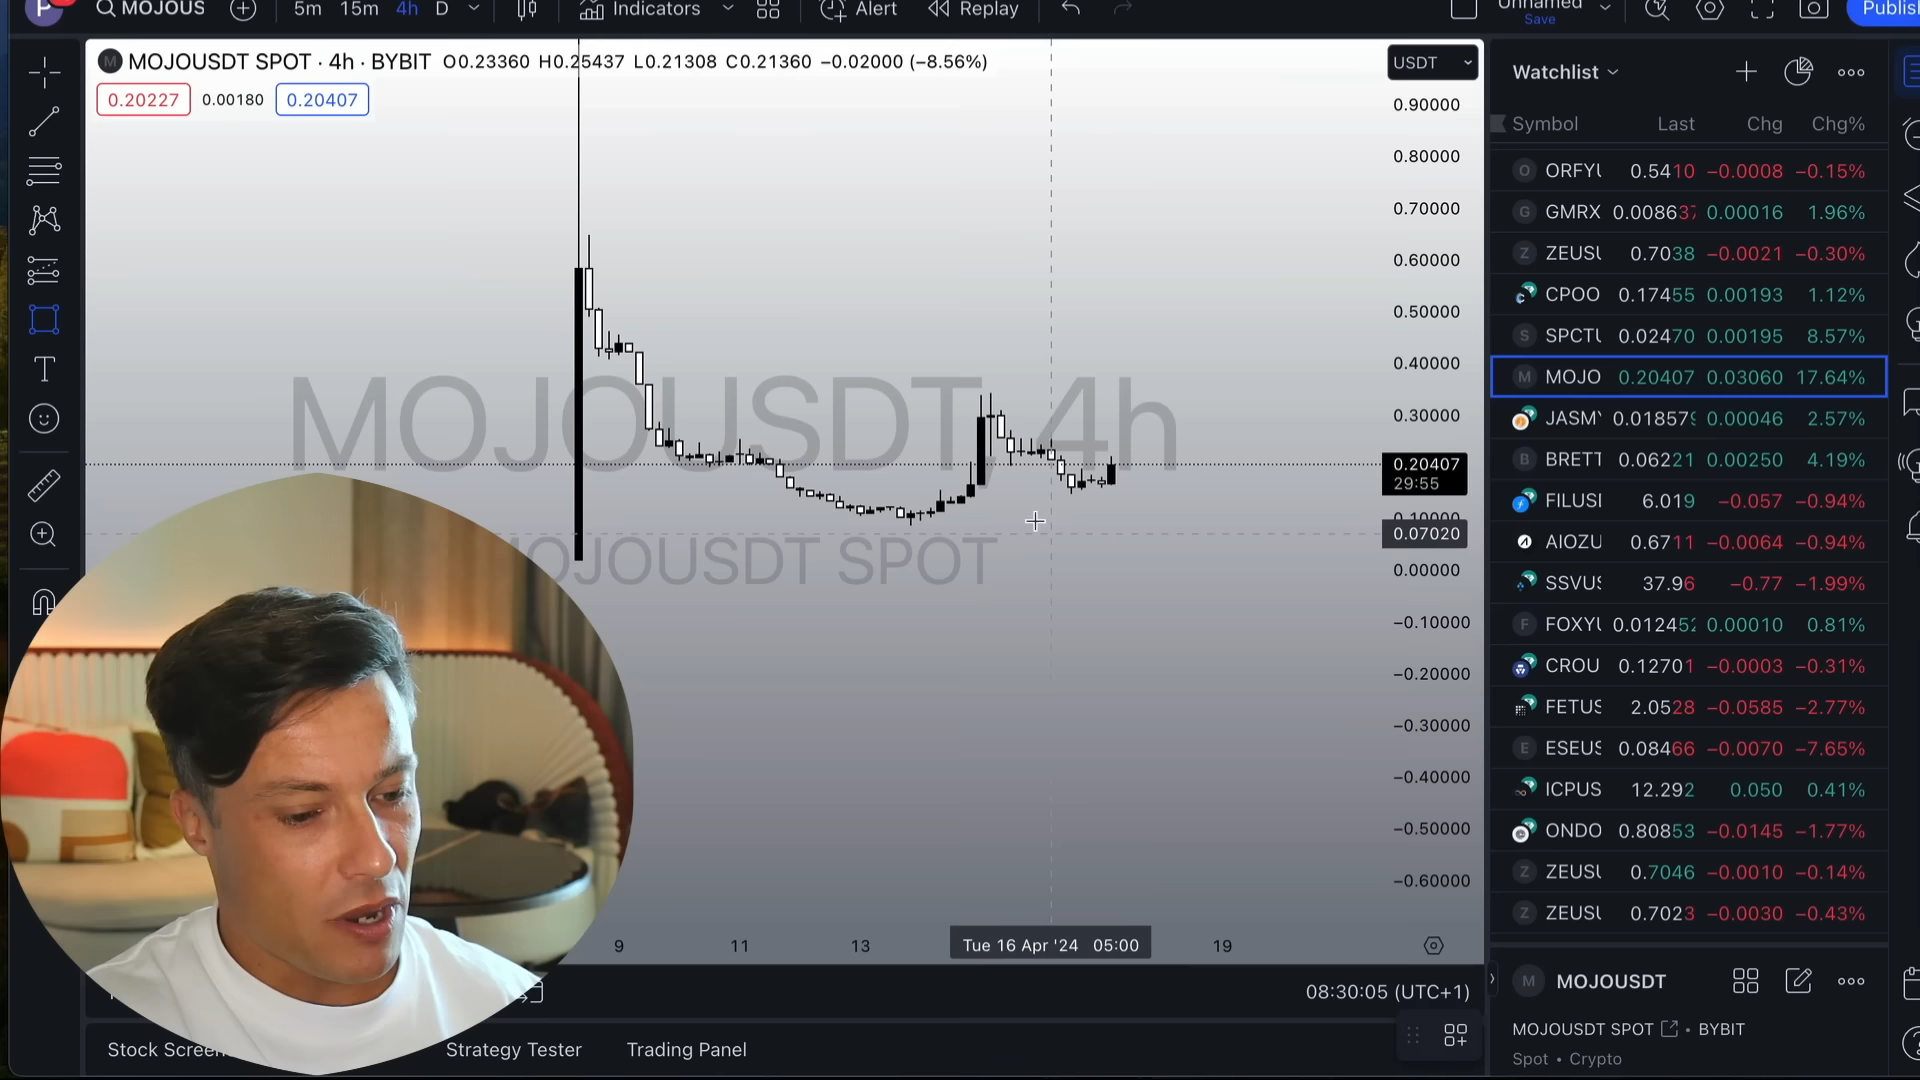 MOJOUS 5m 15m 4h D Indicators Alert Replay Save Publish
MOJOUSDT SPOT · 4h · BYBIT O0.23360 H0.25437 L0.21308 C0.21360 −0.02000 (−8.56%)
0.20227 0.00180 0.20407
USDT
0.90000
0.80000
0.70000
0.60000
0.50000
0.40000
0.30000
0.20407
29:55
0.07020
0.00000
−0.10000
−0.20000
−0.30000
−0.40000
−0.50000
−0.60000
MOJOUSDT, 4h
MOJOUSDT SPOT
9 11 13 Tue 16 Apr '24 05:00 19
08:30:05 (UTC+1)
Strategy Tester Trading Panel
Watchlist
Symbol Last Chg Chg%
ORFYU 0.5410 −0.0008 −0.15%
GMRX 0.008637 0.00016 1.96%
ZEUSU 0.7038 −0.0021 −0.30%
CPOO 0.17455 0.00193 1.12%
SPCTU 0.02470 0.00195 8.57%
MOJO 0.20407 0.03060 17.64%
JASMY 0.018579 0.00046 2.57%
BRETT 0.06221 0.00250 4.19%
FILUSD 6.019 −0.057 −0.94%
AIOZU 0.6711 −0.0064 −0.94%
SSVUS 37.96 −0.77 −1.99%
FOXYU 0.012452 0.00010 0.81%
CROU 0.12701 −0.0003 −0.31%
FETUS 2.0528 −0.0585 −2.77%
ESEUS 0.08466 −0.0070 −7.65%
ICPUS 12.292 0.050 0.41%
ONDO 0.80853 −0.0145 −1.77%
ZEUSU 0.7046 −0.0010 −0.14%
ZEUSU 0.7023 −0.0030 −0.43%
MOJOUSDT
MOJOUSDT SPOT • BYBIT
Spot • Crypto